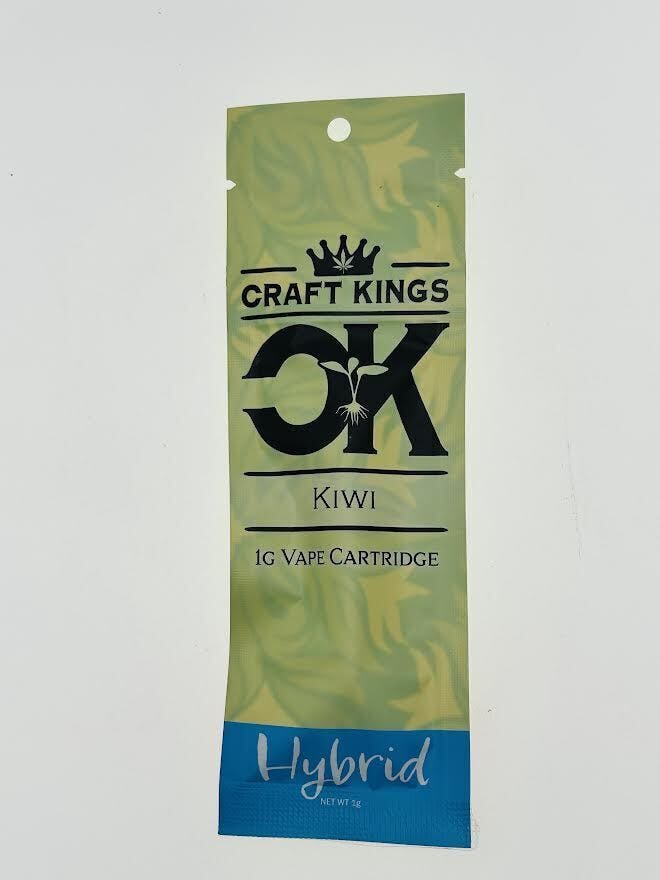 CRAFT KINGS
CK
KIWI
1G VAPE CARTRIDGE
Hybrid
NET WT 1g